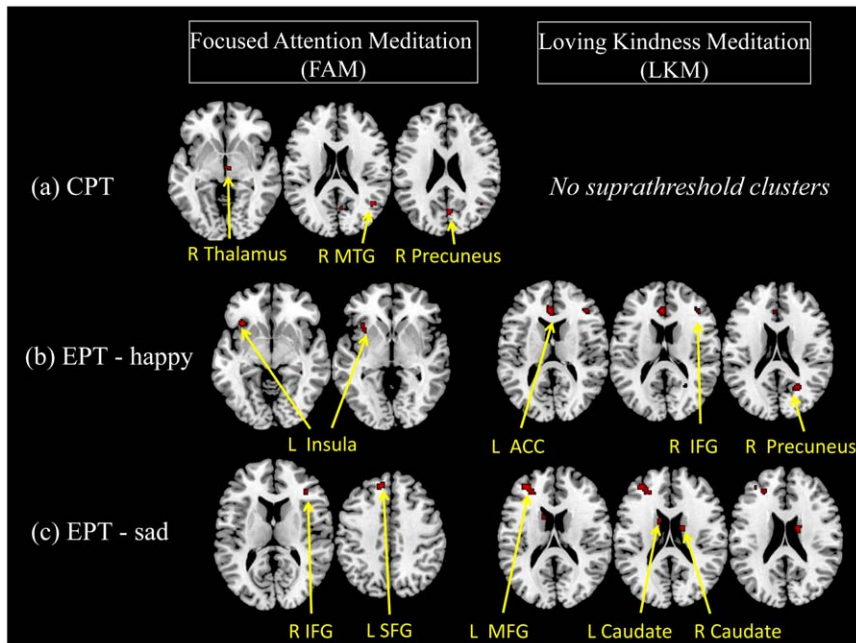 Focused Attention Meditation
(FAM)
Loving Kindness Meditation
(LKM)
(a) CPT
No suprathreshold clusters
R Thalamus
R MTG
R Precuneus
(b) EPT - happy
L Insula
L ACC
R IFG
R Precuneus
(c) EPT - sad
R IFG
L SFG
L MFG
L Caudate
R Caudate